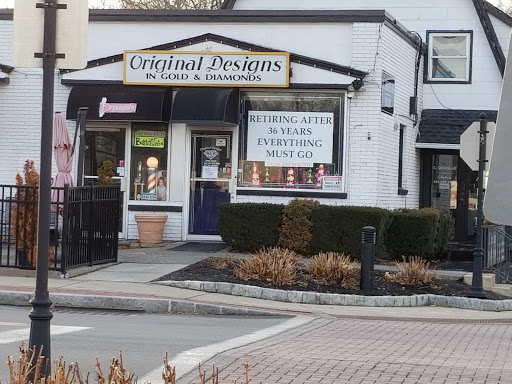 Original Designs
IN GOLD & DIAMONDS
RETIRING AFTER
36 YEARS
EVERYTHING
MUST GO